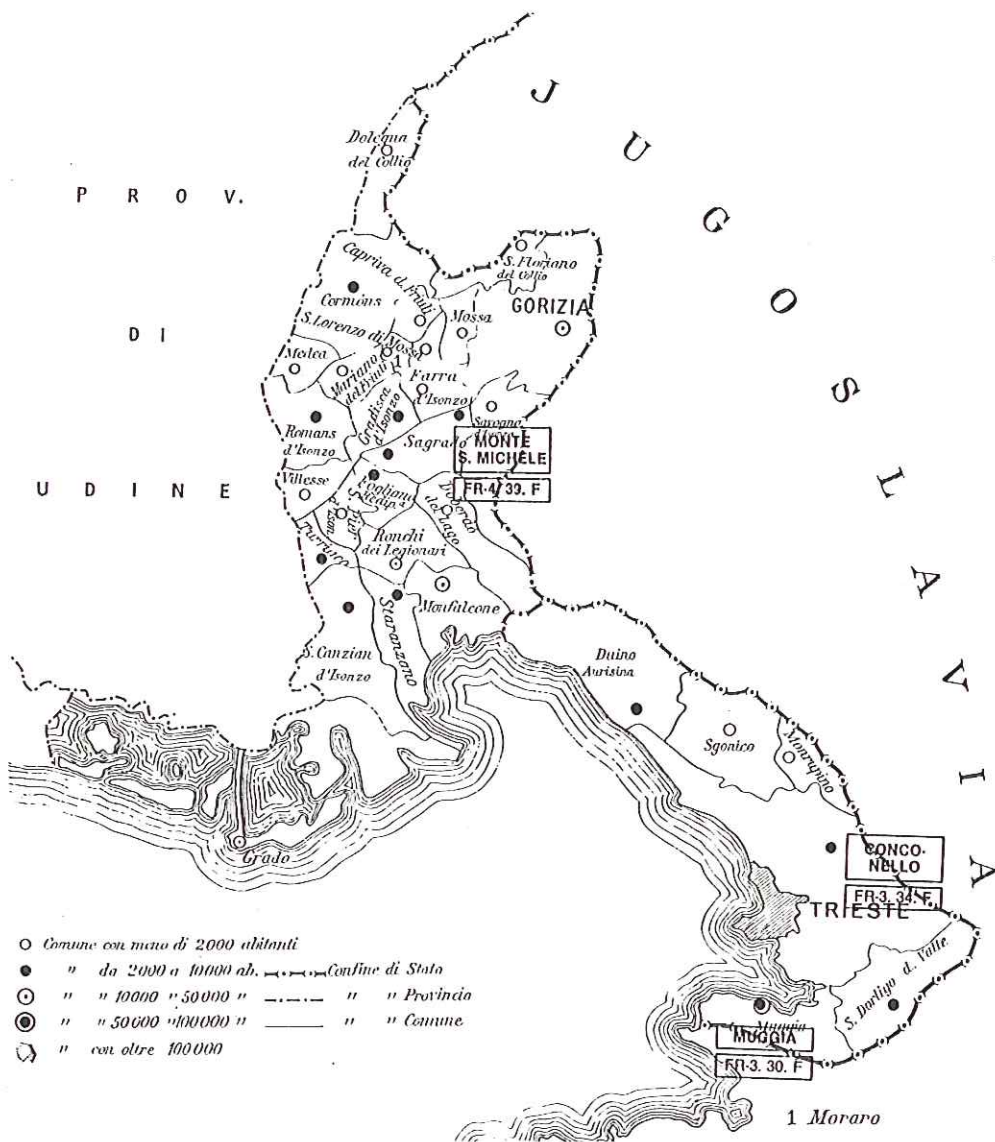 JUGOSLAVIA
PROV.
DI
UDINE
Dolegna
del Collio
S. Floriano
del Collio
Capriva d. Friuli
Cormòns
GORIZIA
Mossa
S. Lorenzo di Mossa
Medea
Mariano
del Friuli
1
Farra
d'Isonzo
Gradisca
d'Isonzo
Romans
d'Isonzo
Sagrado
MONTE
S. MICHELE
FR-4/39. F
Villesse
Fogliano
Doberdò
del Lago
Turriaco
Ronchi
dei Legionari
Monfalcone
Staranzano
S. Canzian
d'Isonzo
Duino
Aurisina
Sgonico
Monrupino
Grado
CONCO-
NELLO
FR-3. 34. F
TRIESTE
S. Dorligo d. Valle
Muggia
MUGGIA
FR-3. 30. F
Comune con meno di 2000 abitanti
" da 2000 a 10000 ab. Confine di Stato
" " 10000 " 50000 " " " Provincia
" " 50000 " 100000 " " " Comune
" con oltre 100000
1 Moraro